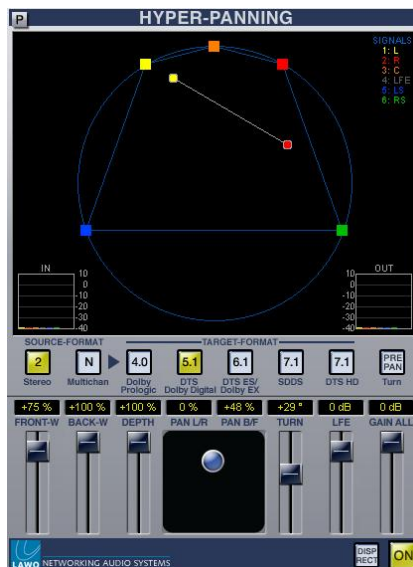 P HYPER-PANNING
SIGNALS
1: L
2: R
3: C
4: LFE
5: LS
6: RS
IN OUT
10 10
0 0
-10 -10
-20 -20
-30 -30
-40 -40
SOURCE-FORMAT TARGET-FORMAT
2 N 4.0 5.1 6.1 7.1 7.1 PRE PAN
Stereo Multichan Dolby Prologic DTS Dolby Digital DTS ES/ Dolby EX SDDS DTS HD Turn
+75 % +100 % +100 % 0 % +48 % +29 ° 0 dB 0 dB
FRONT-W BACK-W DEPTH PAN L/R PAN B/F TURN LFE GAIN ALL
DISP RECT ON
LAWO NETWORKING AUDIO SYSTEMS